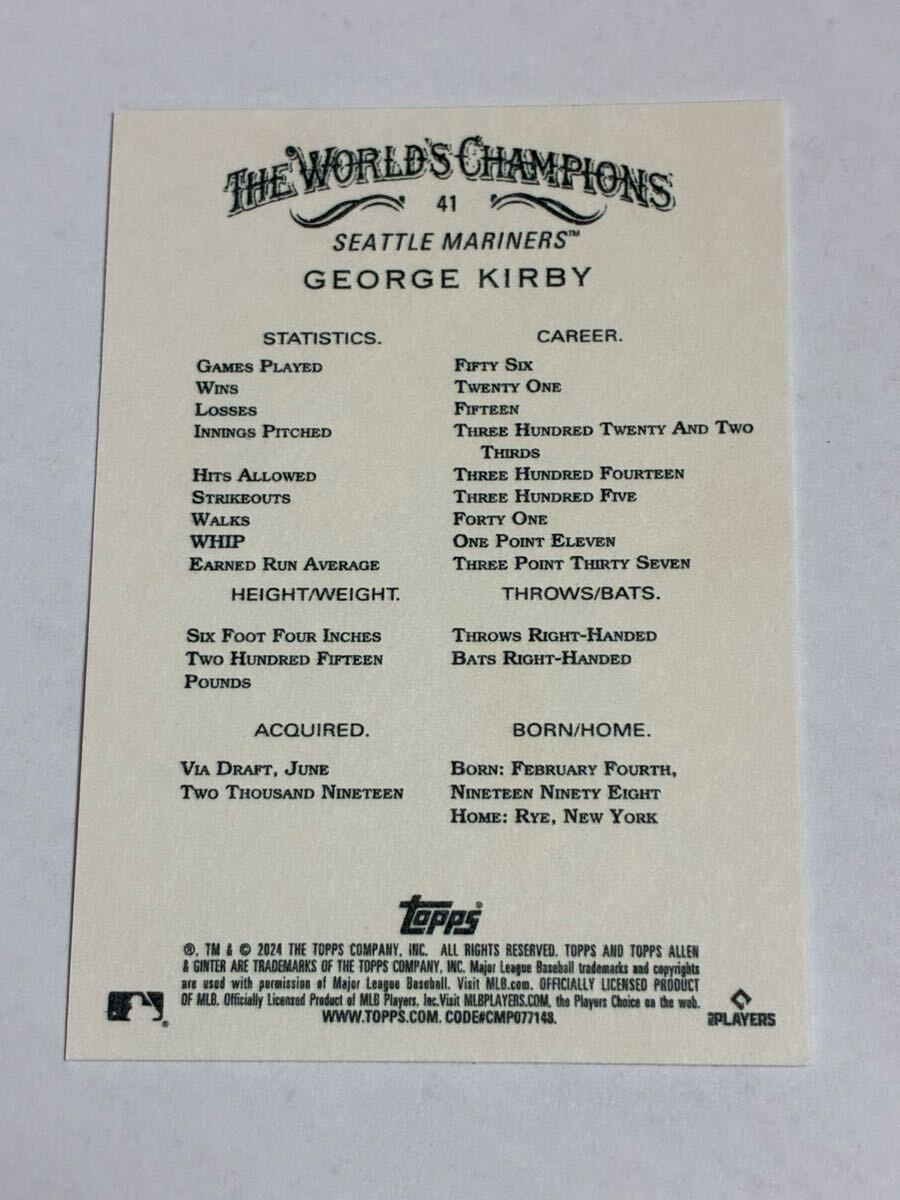 THE WORLD'S CHAMPIONS
41
SEATTLE MARINERS™
GEORGE KIRBY
STATISTICS. CAREER.
GAMES PLAYED FIFTY SIX
WINS TWENTY ONE
LOSSES FIFTEEN
INNINGS PITCHED THREE HUNDRED TWENTY AND TWO
THIRDS
HITS ALLOWED THREE HUNDRED FOURTEEN
STRIKEOUTS THREE HUNDRED FIVE
WALKS FORTY ONE
WHIP ONE POINT ELEVEN
EARNED RUN AVERAGE THREE POINT THIRTY SEVEN
HEIGHT/WEIGHT. THROWS/BATS.
SIX FOOT FOUR INCHES THROWS RIGHT-HANDED
TWO HUNDRED FIFTEEN BATS RIGHT-HANDED
POUNDS
ACQUIRED. BORN/HOME.
VIA DRAFT, JUNE BORN: FEBRUARY FOURTH,
TWO THOUSAND NINETEEN NINETEEN NINETY EIGHT
HOME: RYE, NEW YORK
topps®
®, TM & © 2024 THE TOPPS COMPANY, INC. ALL RIGHTS RESERVED. TOPPS AND TOPPS ALLEN
& GINTER ARE TRADEMARKS OF THE TOPPS COMPANY, INC. Major League Baseball trademarks and copyrights
are used with permission of Major League Baseball. Visit MLB.com. OFFICIALLY LICENSED PRODUCT
OF MLB. Officially Licensed Product of MLB Players, Inc.Visit MLBPLAYERS.COM, the Players Choice on the web.
WWW.TOPPS.COM. CODE#CMP077148.
PLAYERS